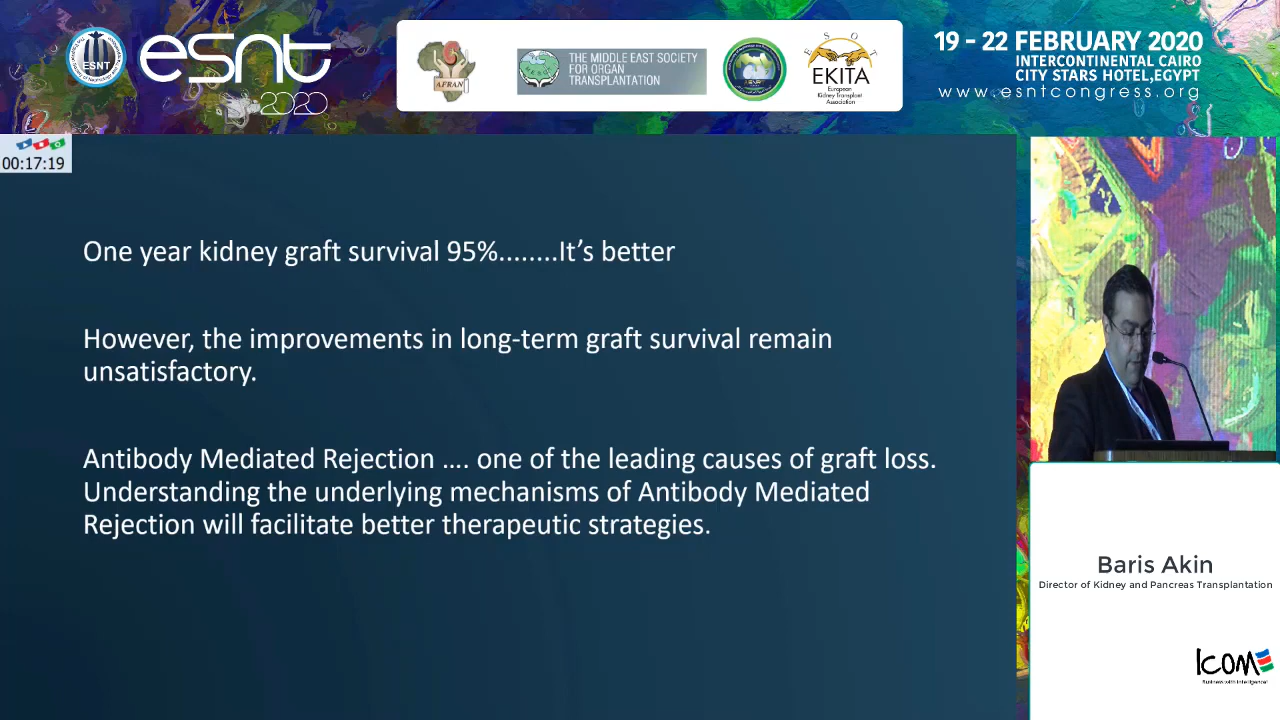 ESNT
esnt
2020
AFRAN
THE MIDDLE EAST SOCIETY
FOR ORGAN
TRANSPLANTATION
E S O T
EKITA
European
Kidney Transplant
Association
19 - 22 FEBRUARY 2020
INTERCONTINENTAL CAIRO
CITY STARS HOTEL,EGYPT
www.esntcongress.org
00:17:19
One year kidney graft survival 95%........It's better
However, the improvements in long-term graft survival remain
unsatisfactory.
Antibody Mediated Rejection .... one of the leading causes of graft loss.
Understanding the underlying mechanisms of Antibody Mediated
Rejection will facilitate better therapeutic strategies.
Baris Akin
Director of Kidney and Pancreas Transplantation
ICOM
Business with Intelligence!